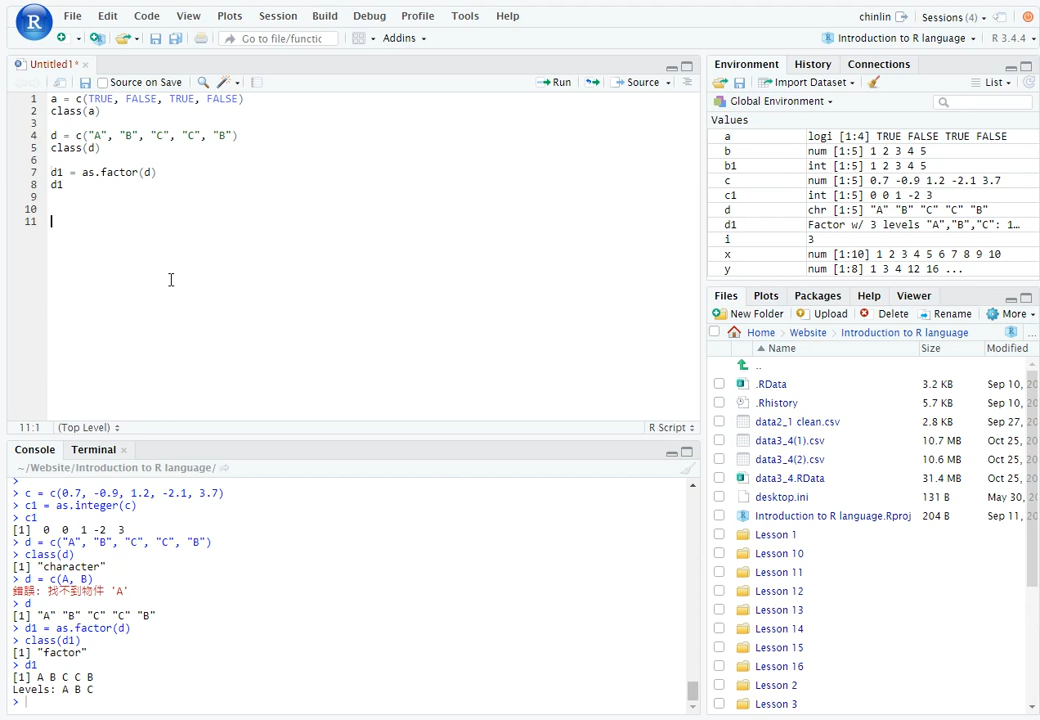 File Edit Code View Plots Session Build Debug Profile Tools Help
chinlin Sessions (4)
Go to file/functic Addins
Introduction to R language R 3.4.4
Untitled1*
Source on Save Run Source
1 a = c(TRUE, FALSE, TRUE, FALSE)
2 class(a)
3
4 d = c("A", "B", "C", "C", "B")
5 class(d)
6
7 d1 = as.factor(d)
8 d1
9
10
11
11:1 (Top Level) R Script
Console Terminal
~/Website/Introduction to R language/
>
> c = c(0.7, -0.9, 1.2, -2.1, 3.7)
> c1 = as.integer(c)
> c1
[1] 0 0 1 -2 3
> d = c("A", "B", "C", "C", "B")
> class(d)
[1] "character"
> d = c(A, B)
錯誤: 找不到物件 'A'
> d
[1] "A" "B" "C" "C" "B"
> d1 = as.factor(d)
> class(d1)
[1] "factor"
> d1
[1] A B C C B
Levels: A B C
>
Environment History Connections
Import Dataset List
Global Environment
Values
a logi [1:4] TRUE FALSE TRUE FALSE
b num [1:5] 1 2 3 4 5
b1 int [1:5] 1 2 3 4 5
c num [1:5] 0.7 -0.9 1.2 -2.1 3.7
c1 int [1:5] 0 0 1 -2 3
d chr [1:5] "A" "B" "C" "C" "B"
d1 Factor w/ 3 levels "A","B","C": 1…
i 3
x num [1:10] 1 2 3 4 5 6 7 8 9 10
y num [1:8] 1 3 4 12 16 ...
Files Plots Packages Help Viewer
New Folder Upload Delete Rename More
Home Website Introduction to R language ...
Name Size Modified
..
.RData 3.2 KB Sep 10, 20
.Rhistory 5.7 KB Sep 10, 20
data2_1 clean.csv 2.8 KB Sep 27, 20
data3_4(1).csv 10.7 MB Oct 25, 20
data3_4(2).csv 10.6 MB Oct 25, 20
data3_4.RData 31.4 MB Oct 25, 20
desktop.ini 131 B May 30, 20
Introduction to R language.Rproj 204 B Sep 11, 20
Lesson 1
Lesson 10
Lesson 11
Lesson 12
Lesson 13
Lesson 14
Lesson 15
Lesson 16
Lesson 2
Lesson 3